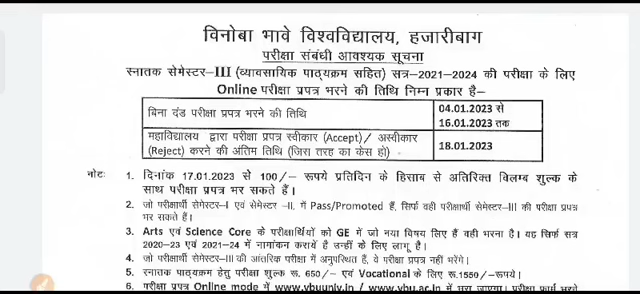 विनोबा भावे विश्वविद्यालय, हजारीबाग
परीक्षा संबंधी आवश्यक सूचना
स्नातक सेमेस्टर–III (व्यावसायिक पाठ्यक्रम सहित) सत्र–2021–2024 की परीक्षा के लिए
Online परीक्षा प्रपत्र भरने की तिथि निम्न प्रकार है–
बिना दंड परीक्षा प्रपत्र भरने की तिथि
04.01.2023 से
16.01.2023 तक
महाविद्यालय द्वारा परीक्षा प्रपत्र स्वीकार (Accept)/ अस्वीकार
(Reject) करने की अंतिम तिथि (जिस तरह का केस हो)
18.01.2023
नोटः 1. दिनांक 17.01.2023 से 100/– रूपये प्रतिदिन के हिसाब से अतिरिक्त विलम्ब शुल्क के
साथ परीक्षा प्रपत्र भर सकते हैं।
2. जो परीक्षार्थी सेमेस्टर–I एवं सेमेस्टर –II, में Pass/Promoted हैं, सिर्फ वही परीक्षार्थी सेमेस्टर–III की परीक्षा प्रपत्र
भर सकते हैं।
3. Arts एवं Science Core के परीक्षार्थियों को GE में जो नया विषय लिए हैं वही भरना है। यह सिर्फ सत्र
2020–23 एवं 2021–24 में नामांकन करायें है उन्हीं के लिए लागू है।
4. जो परीक्षार्थी सेमेस्टर–III की आंतरिक परीक्षा में अनुपस्थित हैं, वे परीक्षा प्रपत्र नहीं भरेंगे।
5. स्नातक पाठ्यक्रम हेतु परीक्षा शुल्क रू. 650/– एवं Vocational के लिए रू.1550/–रूपये।
6. परीक्षा प्रपत्र Online mode में www.vbuuniv.in / www.vbu.ac.in में भरा जाएगा। परीक्षा फार्म भरते